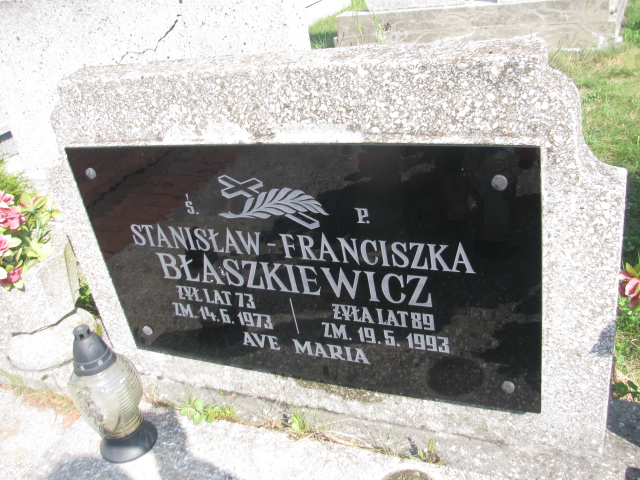 Ś. P.
STANISŁAW - FRANCISZKA
BŁASZKIEWICZ
ŻYŁ LAT 73 ŻYŁA LAT 89
ZM. 14.6.1973 ZM. 19.5.1993
AVE MARIA